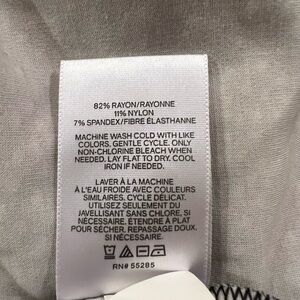 82% RAYON/RAYONNE
11% NYLON
7% SPANDEX/FIBRE ÉLASTHANNE
MACHINE WASH COLD WITH LIKE
COLORS, GENTLE CYCLE. ONLY
NON-CHLORINE BLEACH WHEN
NEEDED. LAY FLAT TO DRY. COOL
IRON IF NEEDED.
LAVER À LA MACHINE
À L'EAU FROIDE AVEC COULEURS
SIMILAIRES, CYCLE DÉLICAT.
UTILISEZ SEULEMENT DU
JAVELLISANT SANS CHLORE, SI
NÉCESSAIRE. ÉTENDRE À PLAT
POUR SÉCHER. REPASSAGE DOUX,
SI NÉCESSAIRE.
RN# 55285